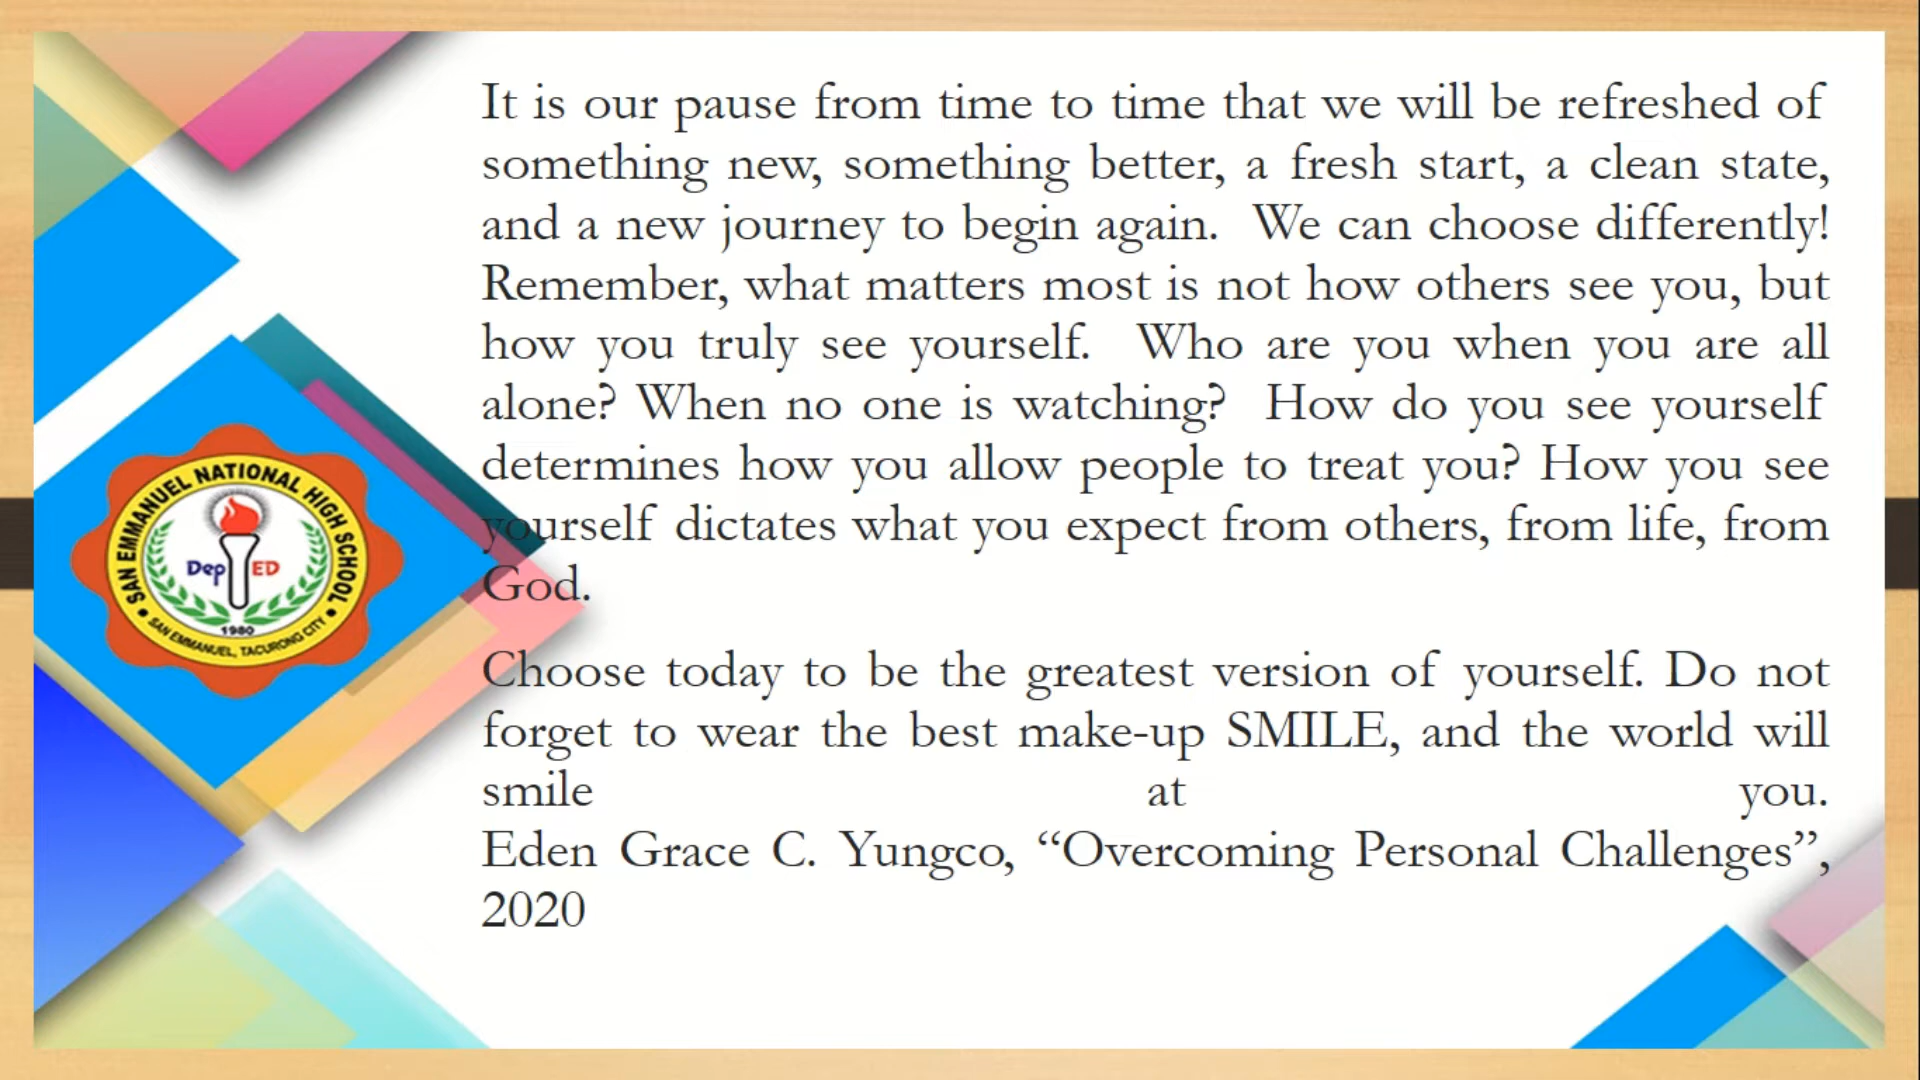 It is our pause from time to time that we will be refreshed of
something new, something better, a fresh start, a clean state,
and a new journey to begin again. We can choose differently!
Remember, what matters most is not how others see you, but
how you truly see yourself. Who are you when you are all
alone? When no one is watching? How do you see yourself
determines how you allow people to treat you? How you see
yourself dictates what you expect from others, from life, from
God.
Choose today to be the greatest version of yourself. Do not
forget to wear the best make-up SMILE, and the world will
smile at you.
Eden Grace C. Yungco, “Overcoming Personal Challenges”,
2020
SAN EMMANUEL NATIONAL HIGH SCHOOL
DepED
1980
SAN EMMANUEL, TACURONG CITY